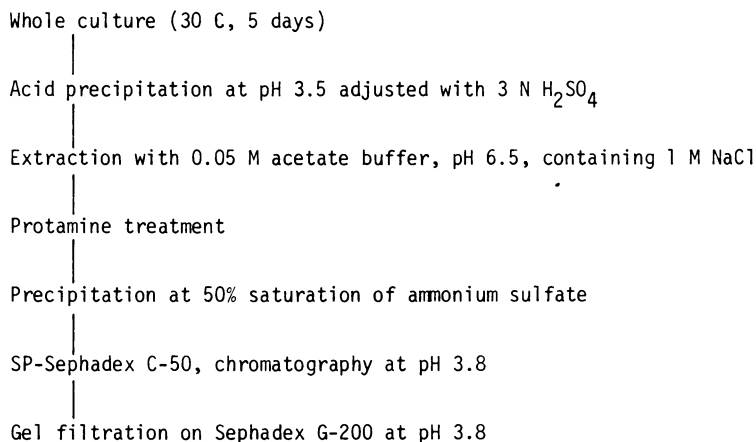 Whole culture (30 C, 5 days)
Acid precipitation at pH 3.5 adjusted with 3 N H2SO4
Extraction with 0.05 M acetate buffer, pH 6.5, containing 1 M NaCl
Protamine treatment
Precipitation at 50% saturation of ammonium sulfate
SP-Sephadex C-50, chromatography at pH 3.8
Gel filtration on Sephadex G-200 at pH 3.8